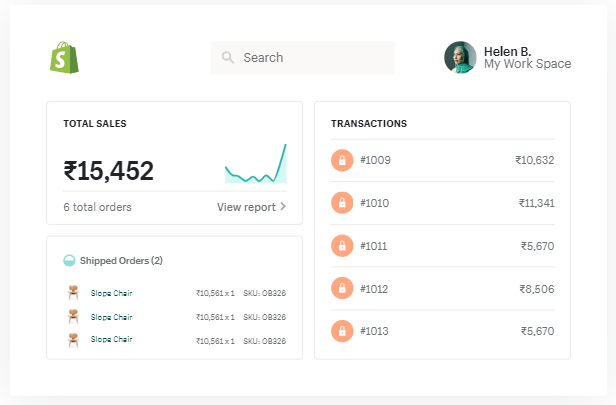 Search
Helen B.
My Work Space
TOTAL SALES
₹15,452
6 total orders
View report
Shipped Orders (2)
Slope Chair ₹10,561 x 1 SKU: OB326
Slope Chair ₹10,561 x 1 SKU: OB326
Slope Chair ₹10,561 x 1 SKU: OB326
TRANSACTIONS
#1009 ₹10,632
#1010 ₹11,341
#1011 ₹5,670
#1012 ₹8,506
#1013 ₹5,670